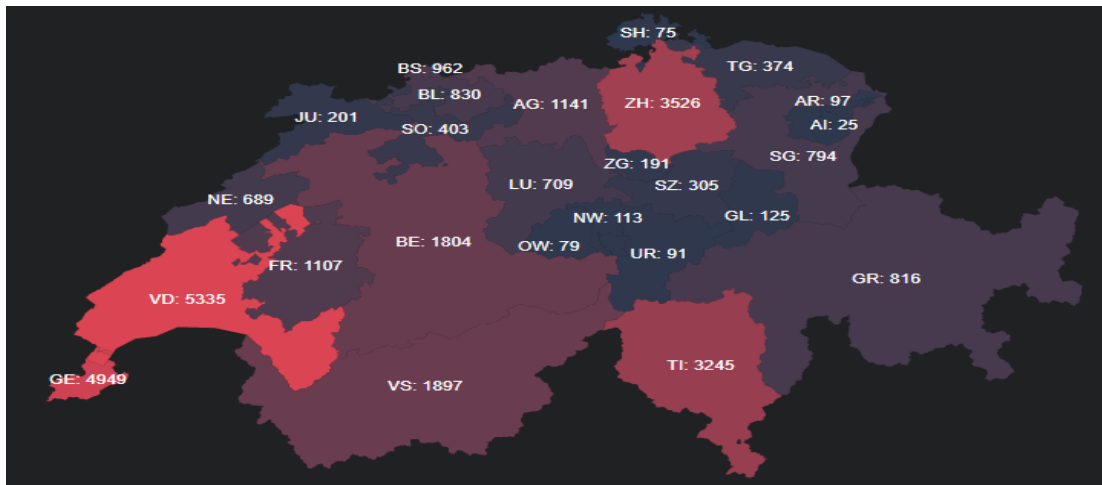 SH: 75
BS: 962
TG: 374
BL: 830
AG: 1141
ZH: 3526
AR: 97
JU: 201
SO: 403
AI: 25
ZG: 191
SG: 794
LU: 709
SZ: 305
NE: 689
NW: 113
GL: 125
BE: 1804
OW: 79
UR: 91
FR: 1107
GR: 816
VD: 5335
TI: 3245
GE: 4949
VS: 1897